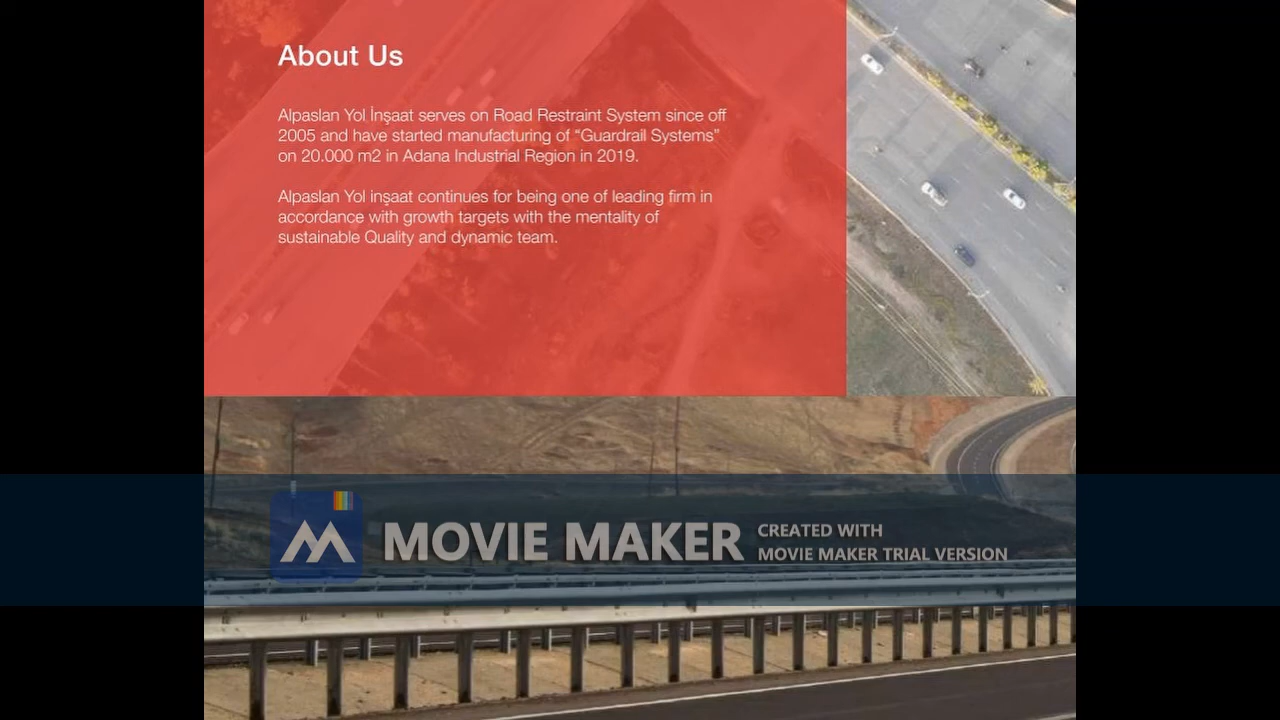 About Us
Alpaslan Yol İnşaat serves on Road Restraint System since off
2005 and have started manufacturing of “Guardrail Systems”
on 20.000 m2 in Adana Industrial Region in 2019.
Alpaslan Yol inşaat continues for being one of leading firm in
accordance with growth targets with the mentality of
sustainable Quality and dynamic team.
MOVIE MAKER
CREATED WITH
MOVIE MAKER TRIAL VERSION